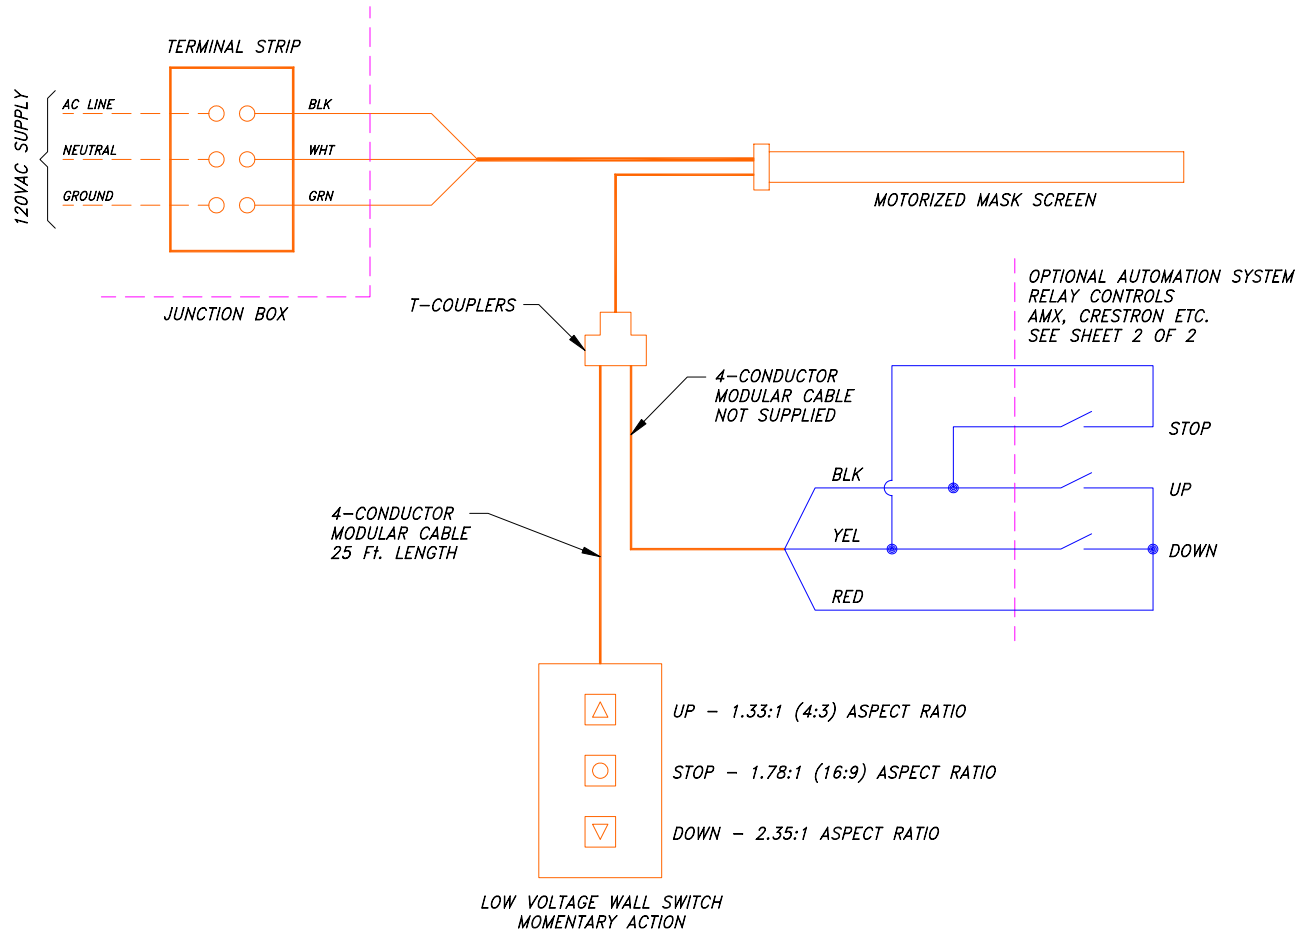 TERMINAL STRIP
120VAC SUPPLY
AC LINE
BLK
NEUTRAL
WHT
GROUND
GRN
JUNCTION BOX
MOTORIZED MASK SCREEN
T-COUPLERS
OPTIONAL AUTOMATION SYSTEM
RELAY CONTROLS
AMX, CRESTRON ETC.
SEE SHEET 2 OF 2
4-CONDUCTOR
MODULAR CABLE
NOT SUPPLIED
STOP
BLK
UP
YEL
DOWN
RED
4-CONDUCTOR
MODULAR CABLE
25 Ft. LENGTH
UP - 1.33:1 (4:3) ASPECT RATIO
STOP - 1.78:1 (16:9) ASPECT RATIO
DOWN - 2.35:1 ASPECT RATIO
LOW VOLTAGE WALL SWITCH
MOMENTARY ACTION